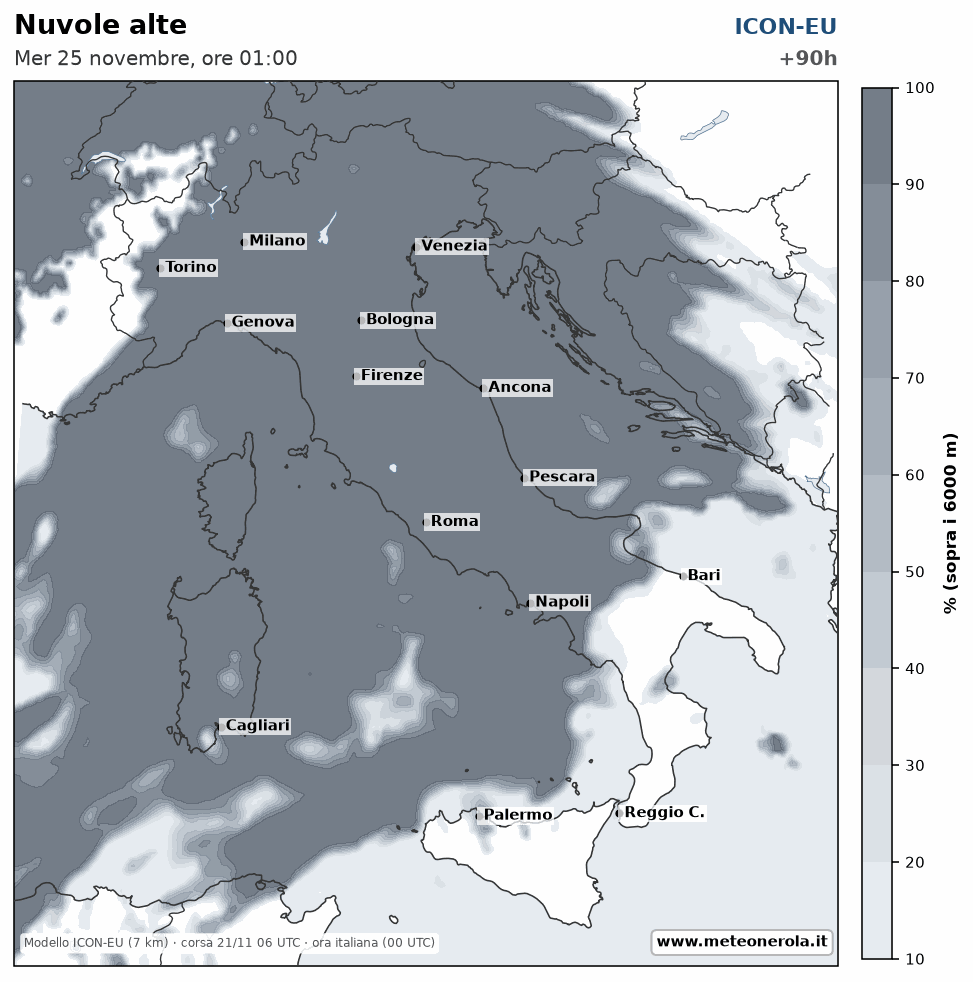 Nuvole alte
ICON-EU
Mer 25 novembre, ore 01:00
+90h
Milano
Venezia
Torino
Genova
Bologna
Firenze
Ancona
Pescara
Roma
Bari
Napoli
Cagliari
Palermo
Reggio C.
Modello ICON-EU (7 km) · corsa 21/11 06 UTC · ora italiana (00 UTC)
www.meteonerola.it
100
90
80
70
60
50
40
30
20
10
% (sopra i 6000 m)